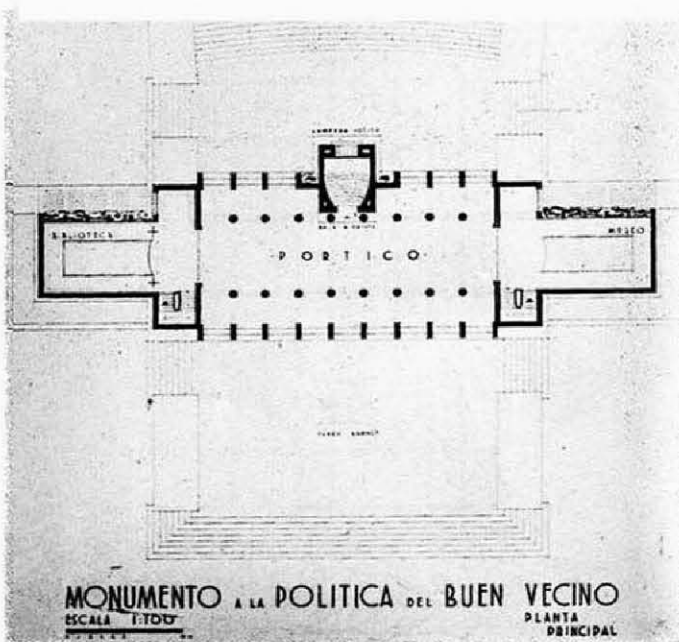 BIBLIOTECA
MUSEO
PORTICO
MONUMENTO A LA POLITICA DEL BUEN VECINO
ESCALA 1:100
PLANTA
PRINCIPAL